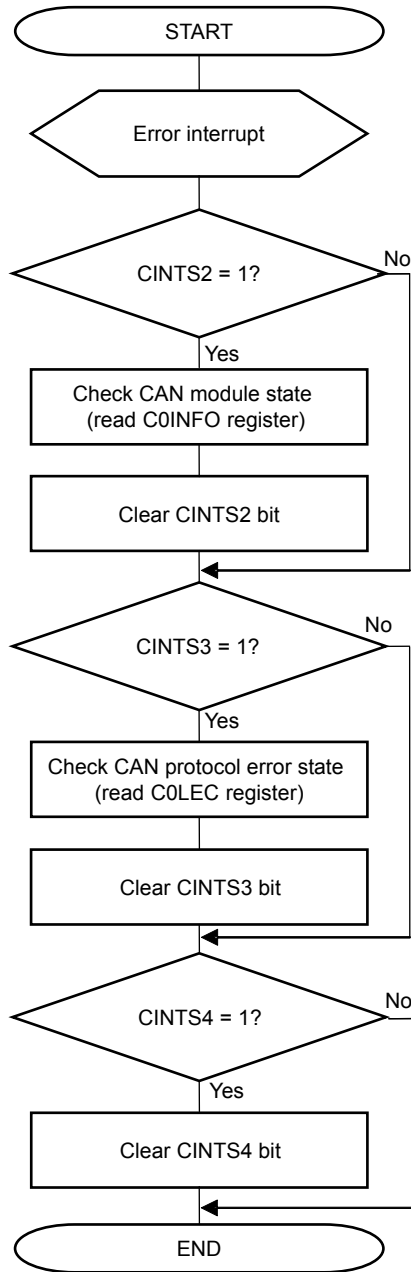 START
Error interrupt
CINTS2 = 1?
No
Yes
Check CAN module state
(read C0INFO register)
Clear CINTS2 bit
CINTS3 = 1?
No
Yes
Check CAN protocol error state
(read C0LEC register)
Clear CINTS3 bit
CINTS4 = 1?
No
Yes
Clear CINTS4 bit
END